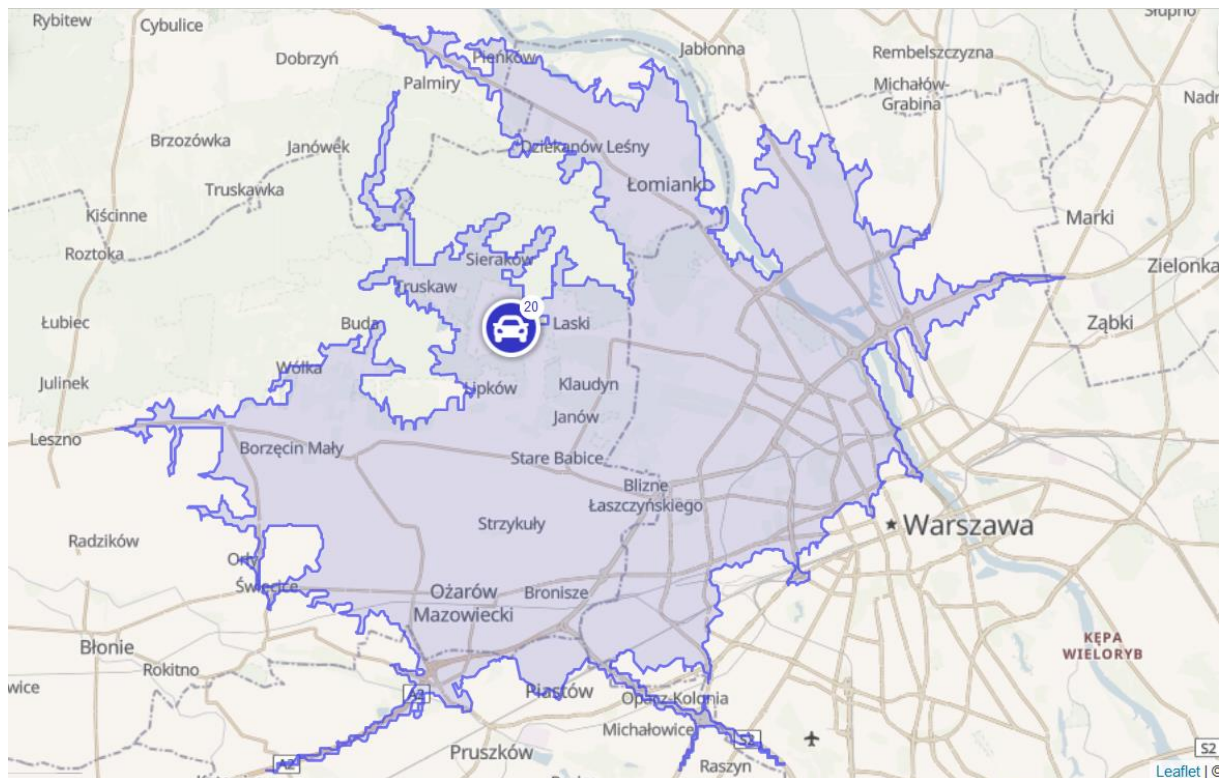 Rybitew
Cybulice
Słupno
Dobrzyń
Pieńków
Jabłonna
Rembelszczyzna
Palmiry
Michałów-
Grabina
Brzozówka
Janówek
Dziekanów Leśny
Truskawka
Łomianki
Kiścinne
Marki
Roztoka
Sieraków
Zielonka
Truskaw
20
Łubiec
Buda
Laski
Ząbki
Wólka
Julinek
Lipków
Klaudyn
Janów
Leszno
Borzęcin Mały
Stare Babice
Blizne
Łaszczyńskiego
Strzykuły
Warszawa
Radzików
Święcice
Ożarów
Mazowiecki
Bronisze
Błonie
KĘPA
WIELORYB
Rokitno
wice
A2
Piastów
Opacz-Kolonia
Michałowice
S2
Pruszków
A2
Raszyn
S2
Leaflet | ©